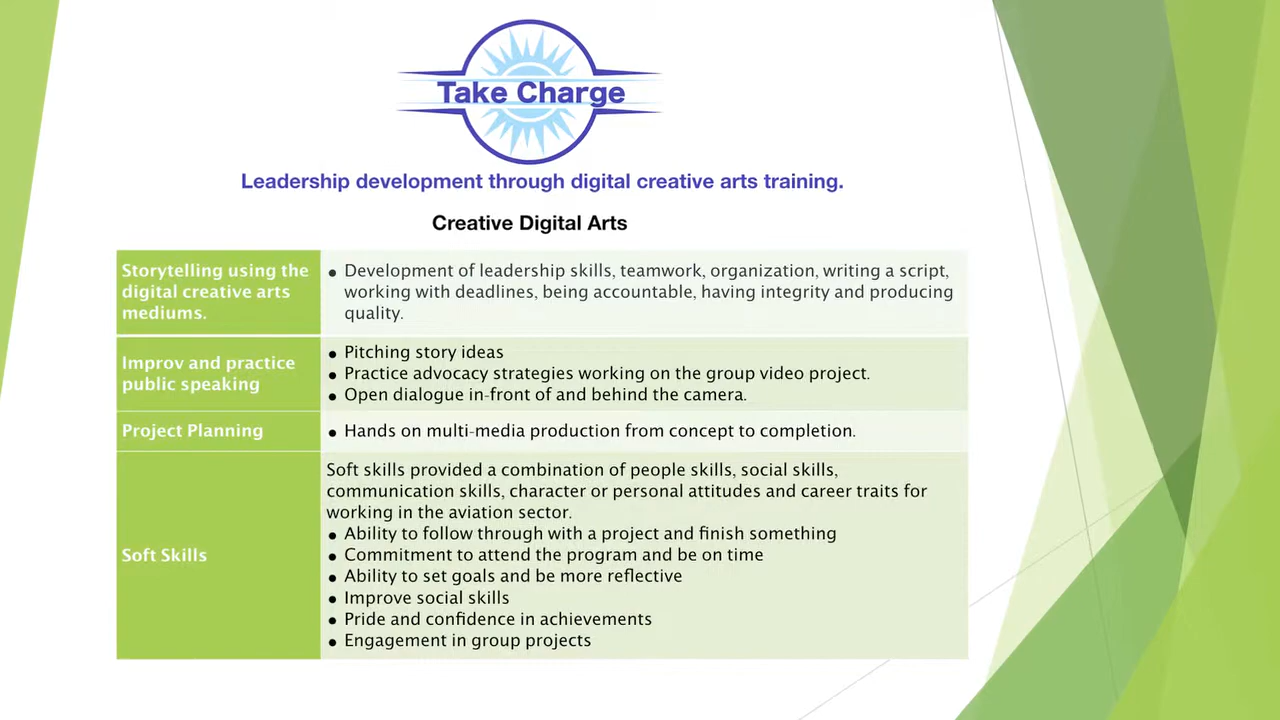 Take Charge
Leadership development through digital creative arts training.
Creative Digital Arts
Storytelling using the
digital creative arts
mediums.
● Development of leadership skills, teamwork, organization, writing a script,
working with deadlines, being accountable, having integrity and producing
quality.
Improv and practice
public speaking
● Pitching story ideas
● Practice advocacy strategies working on the group video project.
● Open dialogue in-front of and behind the camera.
Project Planning
● Hands on multi-media production from concept to completion.
Soft Skills
Soft skills provided a combination of people skills, social skills,
communication skills, character or personal attitudes and career traits for
working in the aviation sector.
● Ability to follow through with a project and finish something
● Commitment to attend the program and be on time
● Ability to set goals and be more reflective
● Improve social skills
● Pride and confidence in achievements
● Engagement in group projects